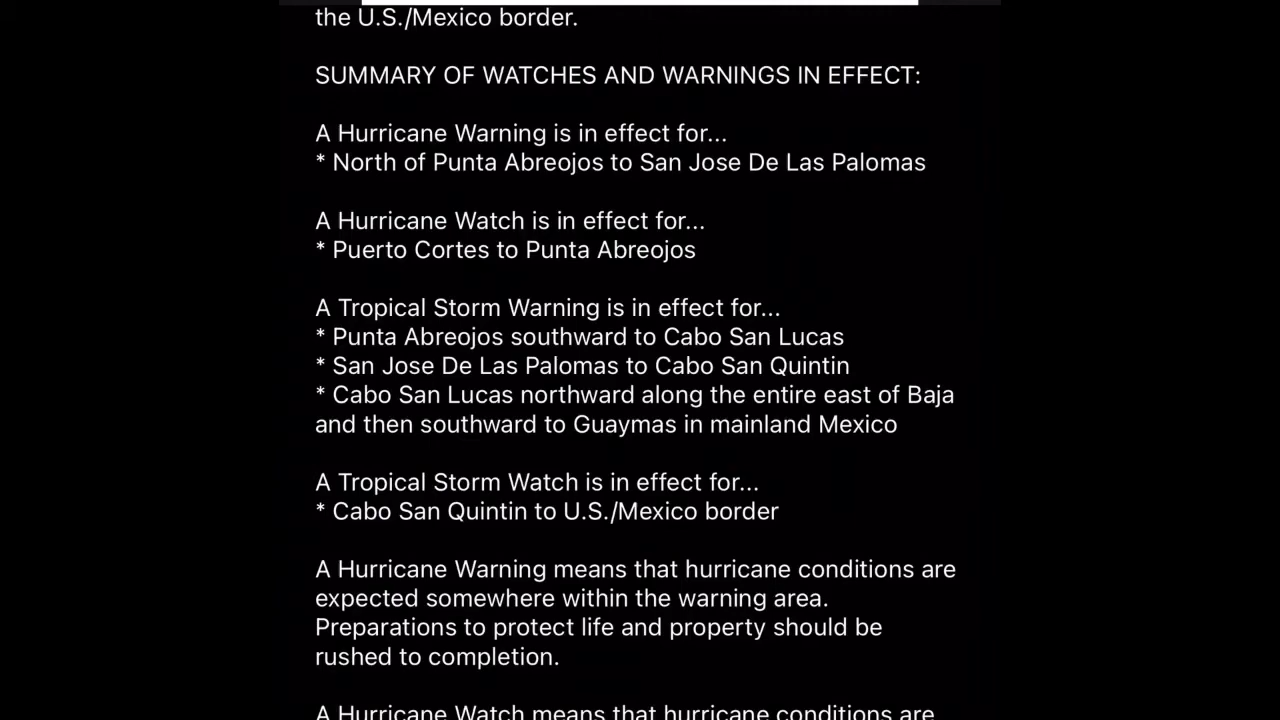 the U.S./Mexico border.
SUMMARY OF WATCHES AND WARNINGS IN EFFECT:
A Hurricane Warning is in effect for...
* North of Punta Abreojos to San Jose De Las Palomas
A Hurricane Watch is in effect for...
* Puerto Cortes to Punta Abreojos
A Tropical Storm Warning is in effect for...
* Punta Abreojos southward to Cabo San Lucas
* San Jose De Las Palomas to Cabo San Quintin
* Cabo San Lucas northward along the entire east of Baja
and then southward to Guaymas in mainland Mexico
A Tropical Storm Watch is in effect for...
* Cabo San Quintin to U.S./Mexico border
A Hurricane Warning means that hurricane conditions are
expected somewhere within the warning area.
Preparations to protect life and property should be
rushed to completion.
A Hurricane Watch means that hurricane conditions are